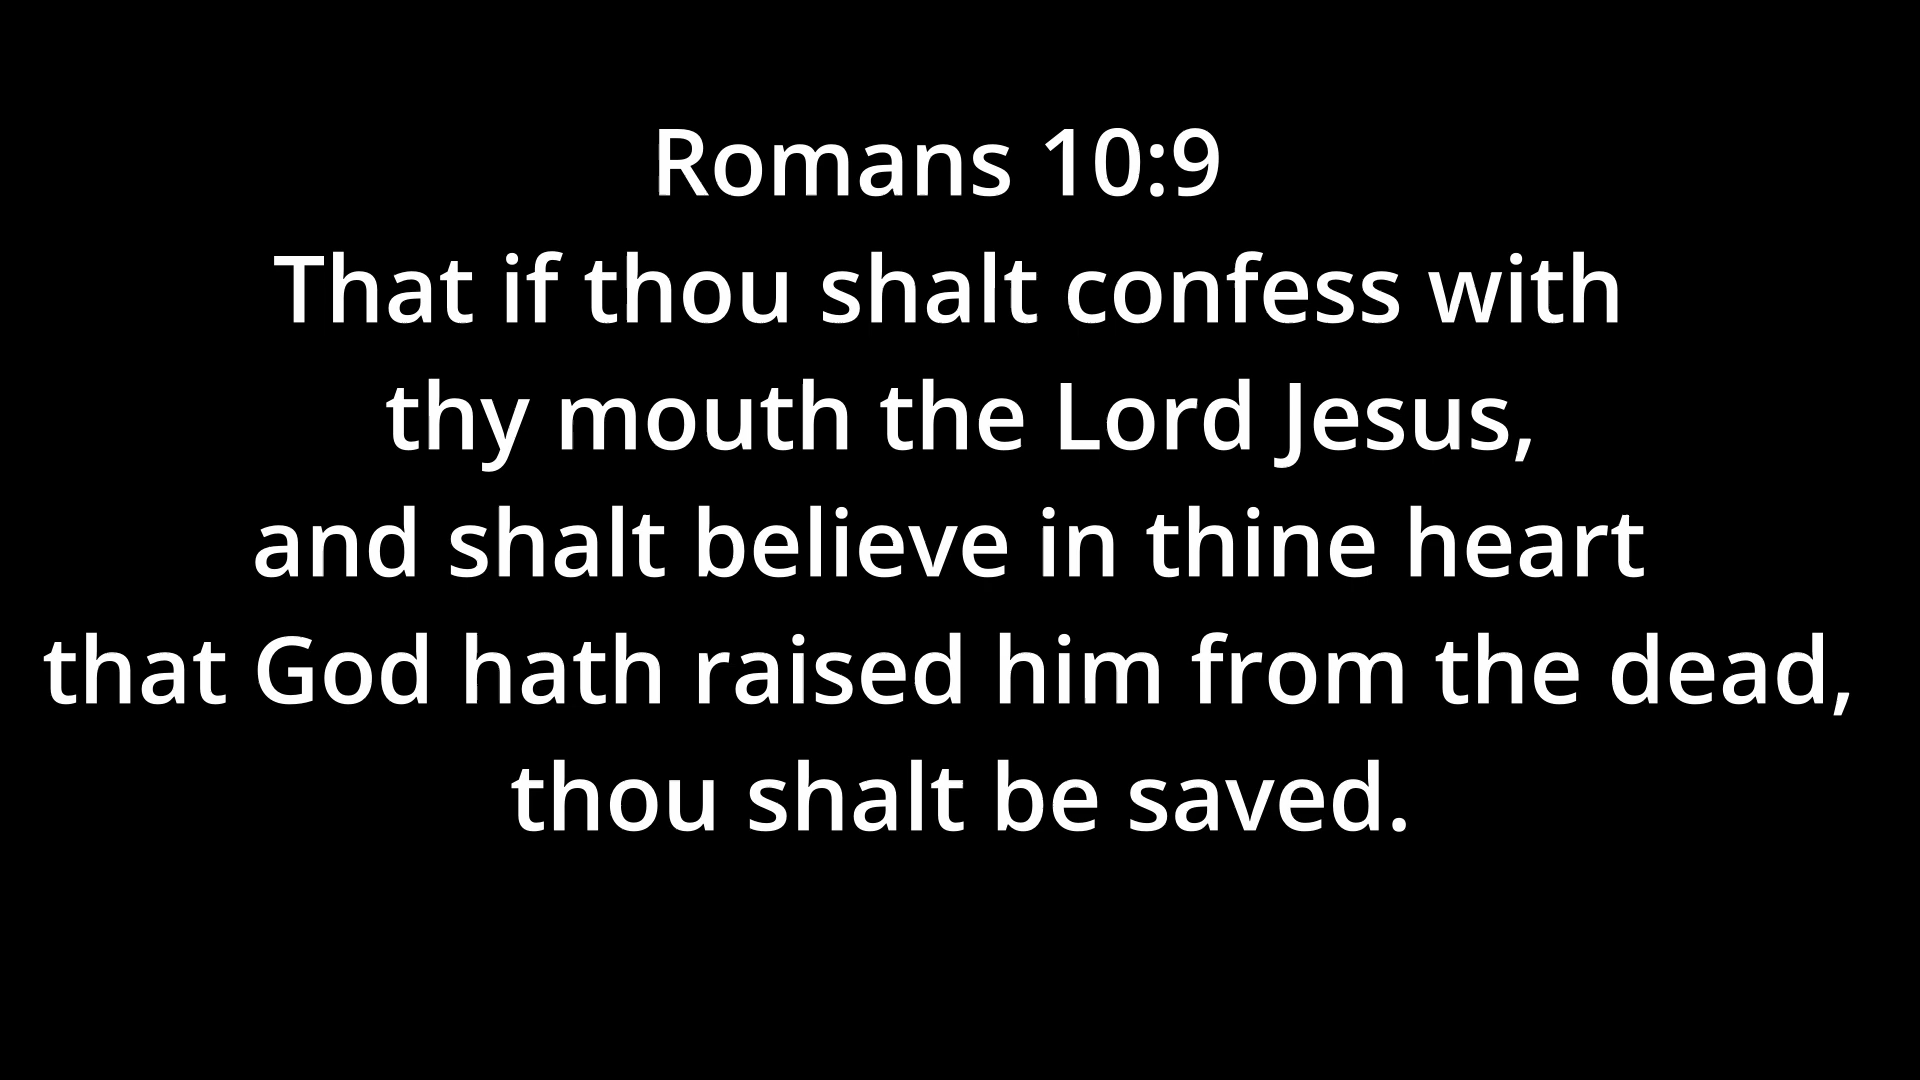 Romans 10:9
That if thou shalt confess with
thy mouth the Lord Jesus,
and shalt believe in thine heart
that God hath raised him from the dead,
thou shalt be saved.